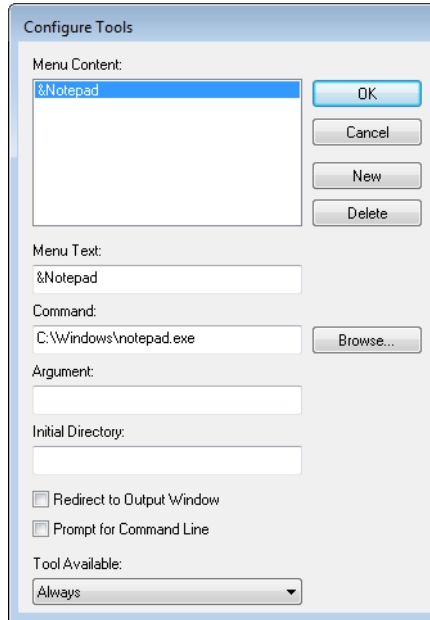 Configure Tools
Menu Content:
&Notepad
OK
Cancel
New
Delete
Menu Text:
&Notepad
Command:
C:\Windows\notepad.exe
Browse...
Argument:
Initial Directory:
Redirect to Output Window
Prompt for Command Line
Tool Available:
Always